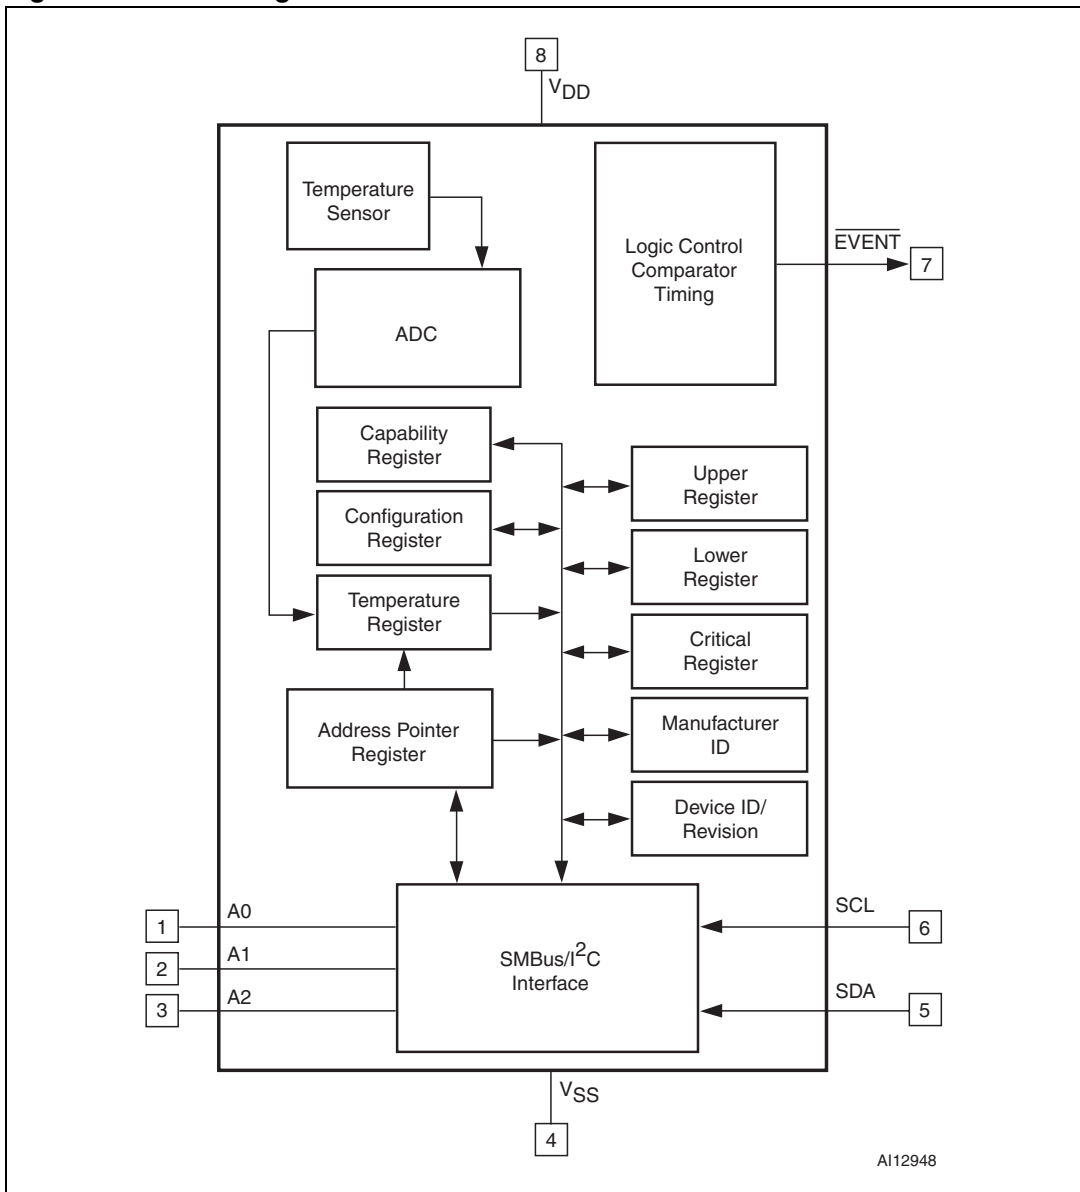 8
VDD
Temperature
Sensor
Logic Control
Comparator
Timing
EVENT
7
ADC
Capability
Register
Upper
Register
Configuration
Register
Lower
Register
Temperature
Register
Critical
Register
Address Pointer
Register
Manufacturer
ID
Device ID/
Revision
1
A0
2
A1
3
A2
SMBus/I2C
Interface
SCL
6
SDA
5
VSS
4
AI12948